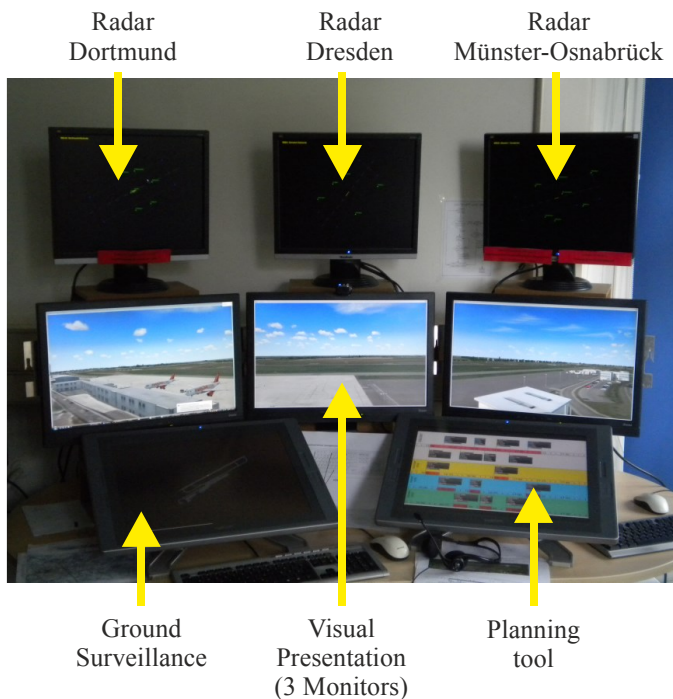 Radar
Dortmund
Radar
Dresden
Radar
Münster-Osnabrück
Ground
Surveillance
Visual
Presentation
(3 Monitors)
Planning
tool